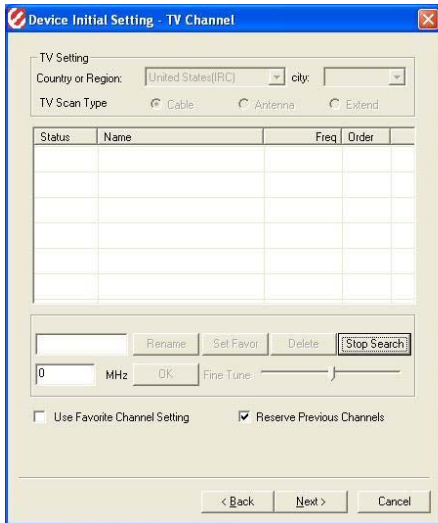 Device Initial Setting - TV Channel
TV Setting
Country or Region: United States(IRC) city:
TV Scan Type Cable Antenna Extend
Status Name Freq Order
Rename Set Favor Delete Stop Search
0 MHz OK Fine Tune
Use Favorite Channel Setting Reserve Previous Channels
< Back Next > Cancel